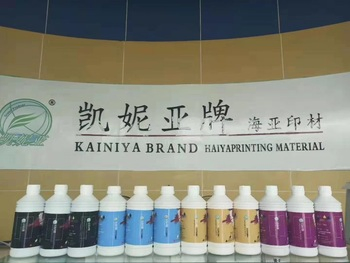 凯妮亚牌 海亚印材
KAINIYA BRAND HAIYAPRINTING MATERIAL
®